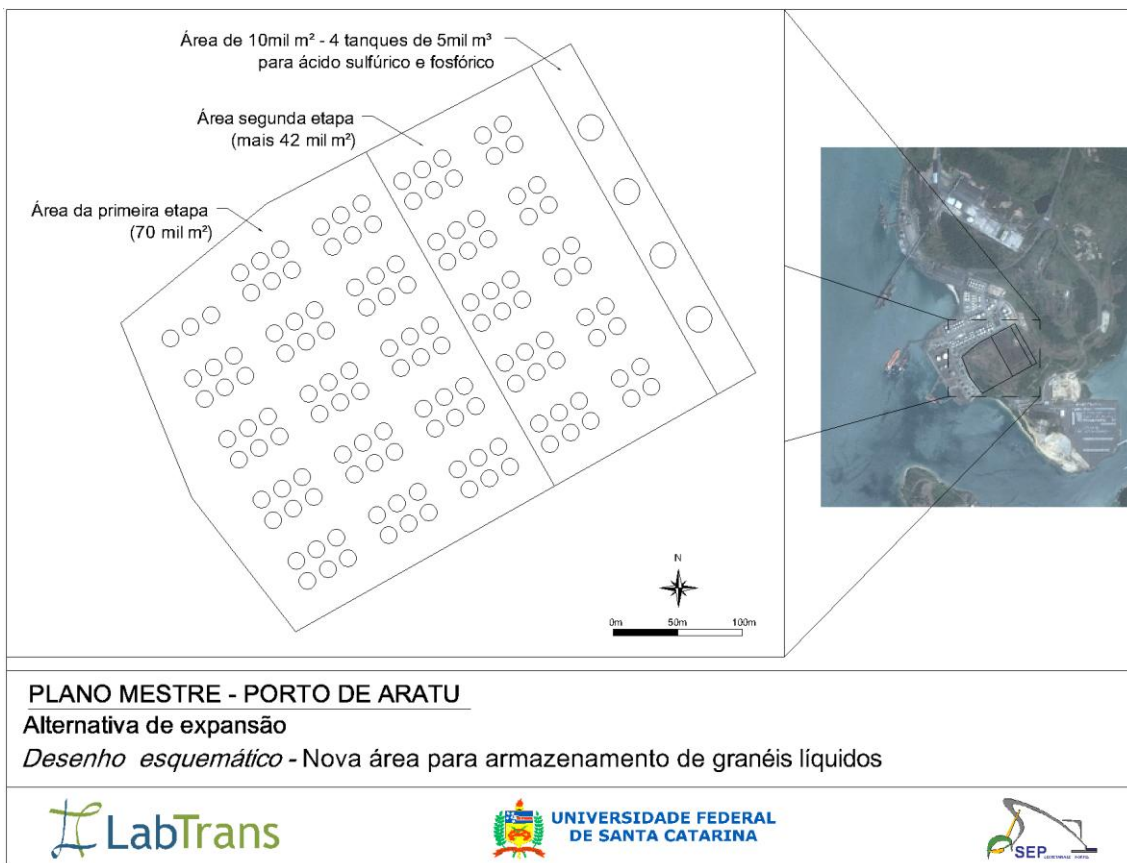 Área de 10mil m² - 4 tanques de 5mil m³
para ácido sulfúrico e fosfórico
Área segunda etapa
(mais 42 mil m²)
Área da primeira etapa
(70 mil m²)
N
0m 50m 100m
PLANO MESTRE - PORTO DE ARATU
Alternativa de expansão
Desenho esquemático - Nova área para armazenamento de granéis líquidos
LabTrans
UNIVERSIDADE FEDERAL
DE SANTA CATARINA
SEP